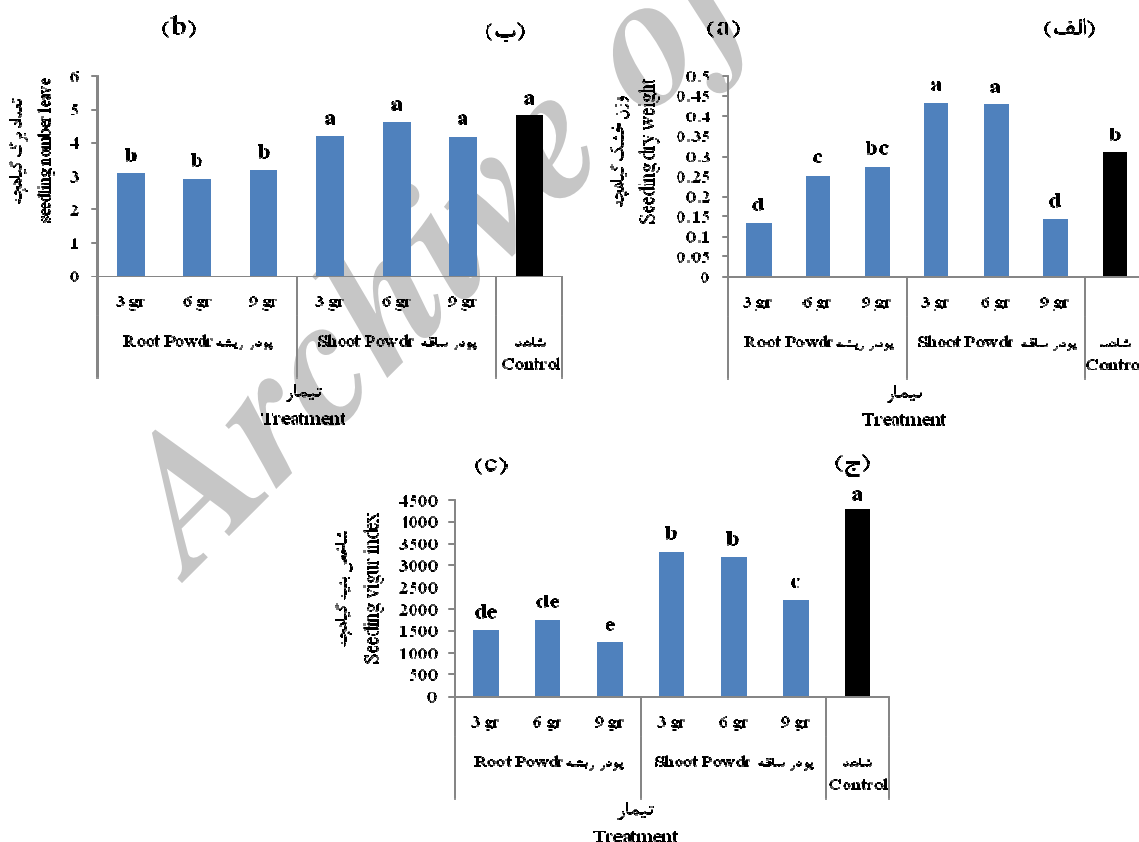 (b) (ب)
تعداد برگ گیاهچه
seedling number leave
6
5
4
3
2
1
0
b b b a a a a
3 gr 6 gr 9 gr 3 gr 6 gr 9 gr
Root Powdr پودر ریشه Shoot Powdr پودر ساقه شاهد
Control
تیمار
Treatment
(a) (الف)
وزن خشک گیاهچه
Seeding dry weight
0.5
0.45
0.4
0.35
0.3
0.25
0.2
0.15
0.1
0.05
0
d c bc a a d b
3 gr 6 gr 9 gr 3 gr 6 gr 9 gr
Root Powdr پودر ریشه Shoot Powdr پودر ساقه شاهد
Control
تیمار
Treatment
(c) (ج)
شاخص بنیه گیاهچه
Seeding vigur index
4500
1000
3500
3000
2500
2000
1500
1000
500
0
de de e b b c a
3 gr 6 gr 9 gr 3 gr 6 gr 9 gr
Root Powdr پودر ریشه Shoot Powdr پودر ساقه شاهد
Control
تیمار
Treatment
Archive of